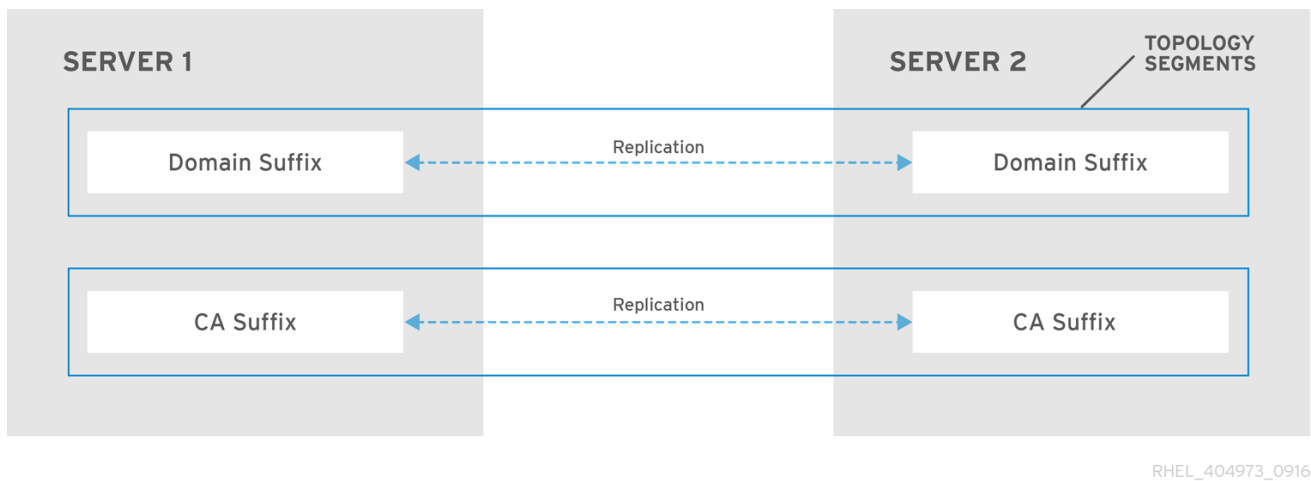 SERVER 1
SERVER 2
TOPOLOGY
SEGMENTS
Domain Suffix
Replication
Domain Suffix
CA Suffix
Replication
CA Suffix
RHEL_404973_0916